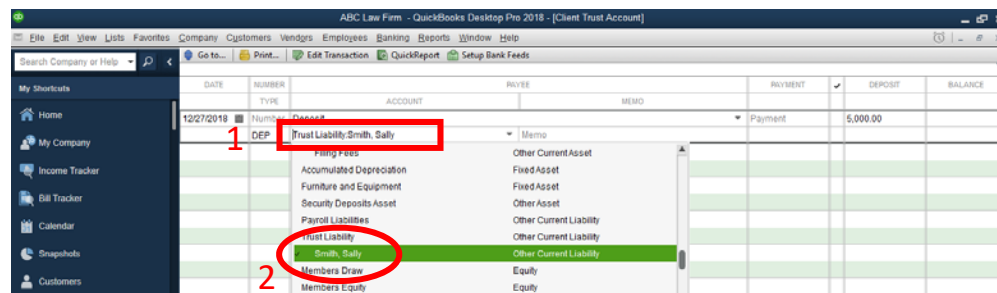 ABC Law Firm - QuickBooks Desktop Pro 2018 - [Client Trust Account]
File Edit View Lists Favorites Company Customers Vendors Employees Banking Reports Window Help
Search Company or Help
Go to... Print... Edit Transaction QuickReport Setup Bank Feeds
My Shortcuts
DATE NUMBER PAYEE PAYMENT ✓ DEPOSIT BALANCE
TYPE ACCOUNT MEMO
Home
12/27/2018 Number Deposit Payment 5,000.00
1 DEP Trust Liability:Smith, Sally Memo
My Company
Filing Fees Other Current Asset
Income Tracker
Accumulated Depreciation Fixed Asset
Furniture and Equipment Fixed Asset
Bill Tracker
Security Deposits Asset Other Asset
Payroll Liabilities Other Current Liability
Calendar
Trust Liability Other Current Liability
Snapshots
✓ Smith, Sally Other Current Liability
2 Members Draw Equity
Customers
Members Equity Equity